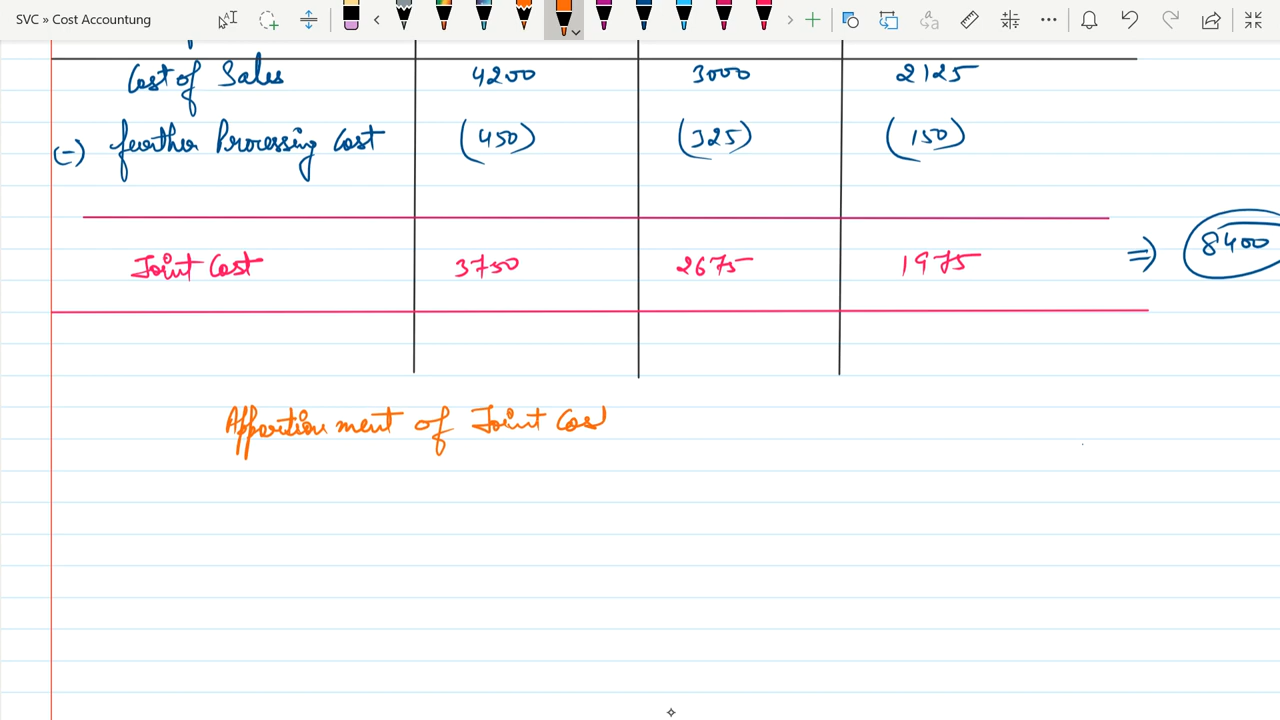 SVC » Cost Accountung
Cost of Sales 4200 3000 2125
(-) further Processing Cost (450) (325) (150)
Joint Cost 3750 2675 1975 ⇒ 8400
Apportionment of Joint Cos